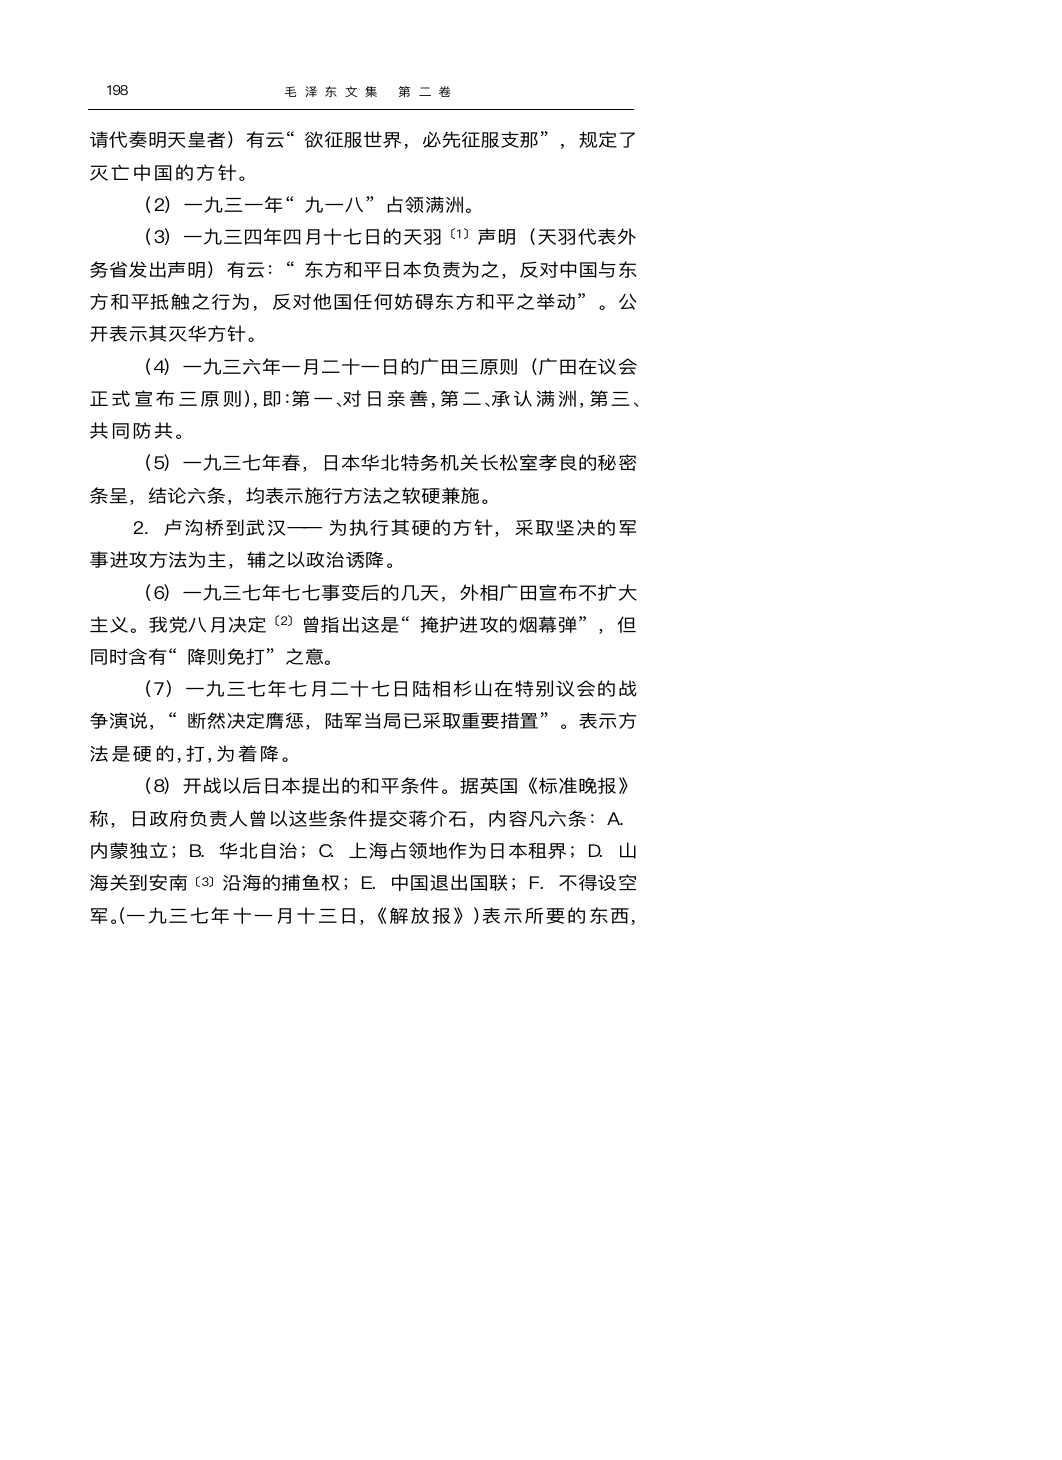 198 毛泽东文集 第二卷
请代奏明天皇者）有云“欲征服世界，必先征服支那”，规定了
灭亡中国的方针。
（2）一九三一年“九一八”占领满洲。
（3）一九三四年四月十七日的天羽〔1〕声明（天羽代表外
务省发出声明）有云：“东方和平日本负责为之，反对中国与东
方和平抵触之行为，反对他国任何妨碍东方和平之举动”。公
开表示其灭华方针。
（4）一九三六年一月二十一日的广田三原则（广田在议会
正式宣布三原则），即：第一、对日亲善，第二、承认满洲，第三、
共同防共。
（5）一九三七年春，日本华北特务机关长松室孝良的秘密
条呈，结论六条，均表示施行方法之软硬兼施。
2. 卢沟桥到武汉——为执行其硬的方针，采取坚决的军
事进攻方法为主，辅之以政治诱降。
（6）一九三七年七七事变后的几天，外相广田宣布不扩大
主义。我党八月决定〔2〕曾指出这是“掩护进攻的烟幕弹”，但
同时含有“降则免打”之意。
（7）一九三七年七月二十七日陆相杉山在特别议会的战
争演说，“断然决定膺惩，陆军当局已采取重要措置”。表示方
法是硬的，打，为着降。
（8）开战以后日本提出的和平条件。据英国《标准晚报》
称，日政府负责人曾以这些条件提交蒋介石，内容凡六条：A.
内蒙独立；B. 华北自治；C. 上海占领地作为日本租界；D. 山
海关到安南〔3〕沿海的捕鱼权；E. 中国退出国联；F. 不得设空
军。（一九三七年十一月十三日，《解放报》）表示所要的东西，